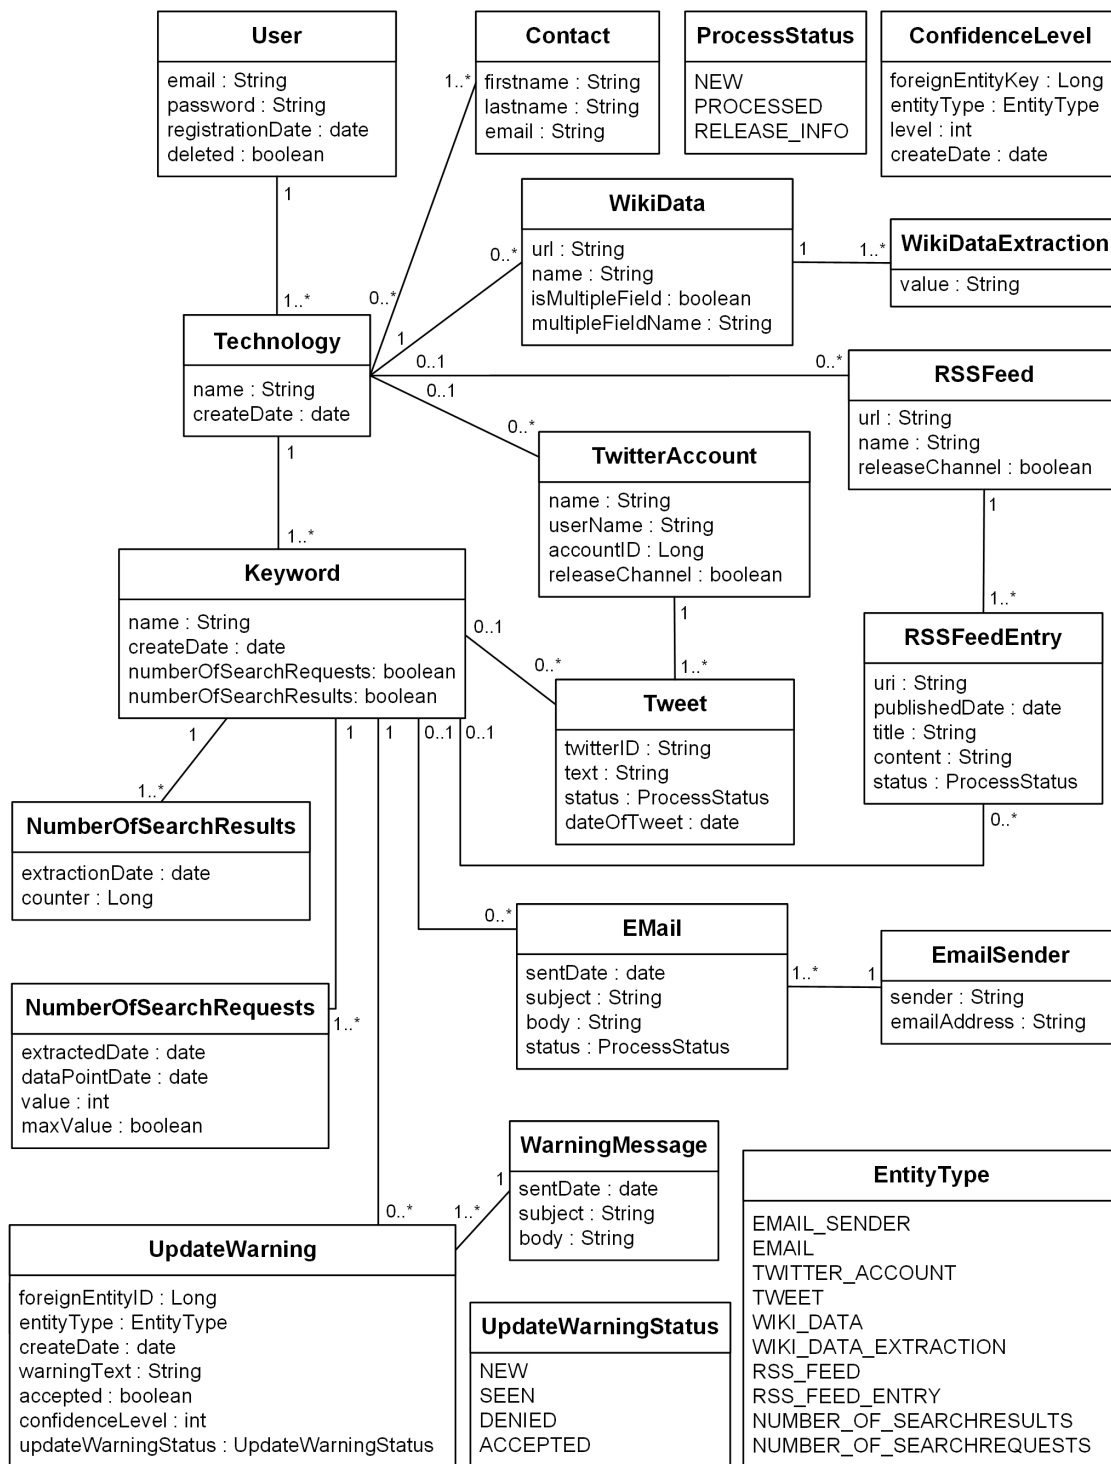 User
email : String
password : String
registrationDate : date
deleted : boolean
1
1..*
Contact
firstname : String
lastname : String
email : String
1..*
0..*
ProcessStatus
NEW
PROCESSED
RELEASE_INFO
ConfidenceLevel
foreignEntityKey : Long
entityType : EntityType
level : int
createDate : date
WikiData
url : String
name : String
isMultipleField : boolean
multipleFieldName : String
0..*
1
1
1..*
WikiDataExtraction
value : String
Technology
name : String
createDate : date
0..1
0..*
0..1
0..*
1
1..*
RSSFeed
url : String
name : String
releaseChannel : boolean
1
1..*
TwitterAccount
name : String
userName : String
accountID : Long
releaseChannel : boolean
1
1..*
Keyword
name : String
createDate : date
numberOfSearchRequests: boolean
numberOfSearchResults: boolean
0..1
0..*
1
1
1
0..1
0..1
RSSFeedEntry
uri : String
publishedDate : date
title : String
content : String
status : ProcessStatus
0..*
Tweet
twitterID : String
text : String
status : ProcessStatus
dateOfTweet : date
1..*
NumberOfSearchResults
extractionDate : date
counter : Long
0..*
EMail
sentDate : date
subject : String
body : String
status : ProcessStatus
1..*
1
EmailSender
sender : String
emailAddress : String
NumberOfSearchRequests
extractedDate : date
dataPointDate : date
value : int
maxValue : boolean
1..*
WarningMessage
sentDate : date
subject : String
body : String
1
1..*
0..*
UpdateWarning
foreignEntityID : Long
entityType : EntityType
createDate : date
warningText : String
accepted : boolean
confidenceLevel : int
updateWarningStatus : UpdateWarningStatus
UpdateWarningStatus
NEW
SEEN
DENIED
ACCEPTED
EntityType
EMAIL_SENDER
EMAIL
TWITTER_ACCOUNT
TWEET
WIKI_DATA
WIKI_DATA_EXTRACTION
RSS_FEED
RSS_FEED_ENTRY
NUMBER_OF_SEARCHRESULTS
NUMBER_OF_SEARCHREQUESTS